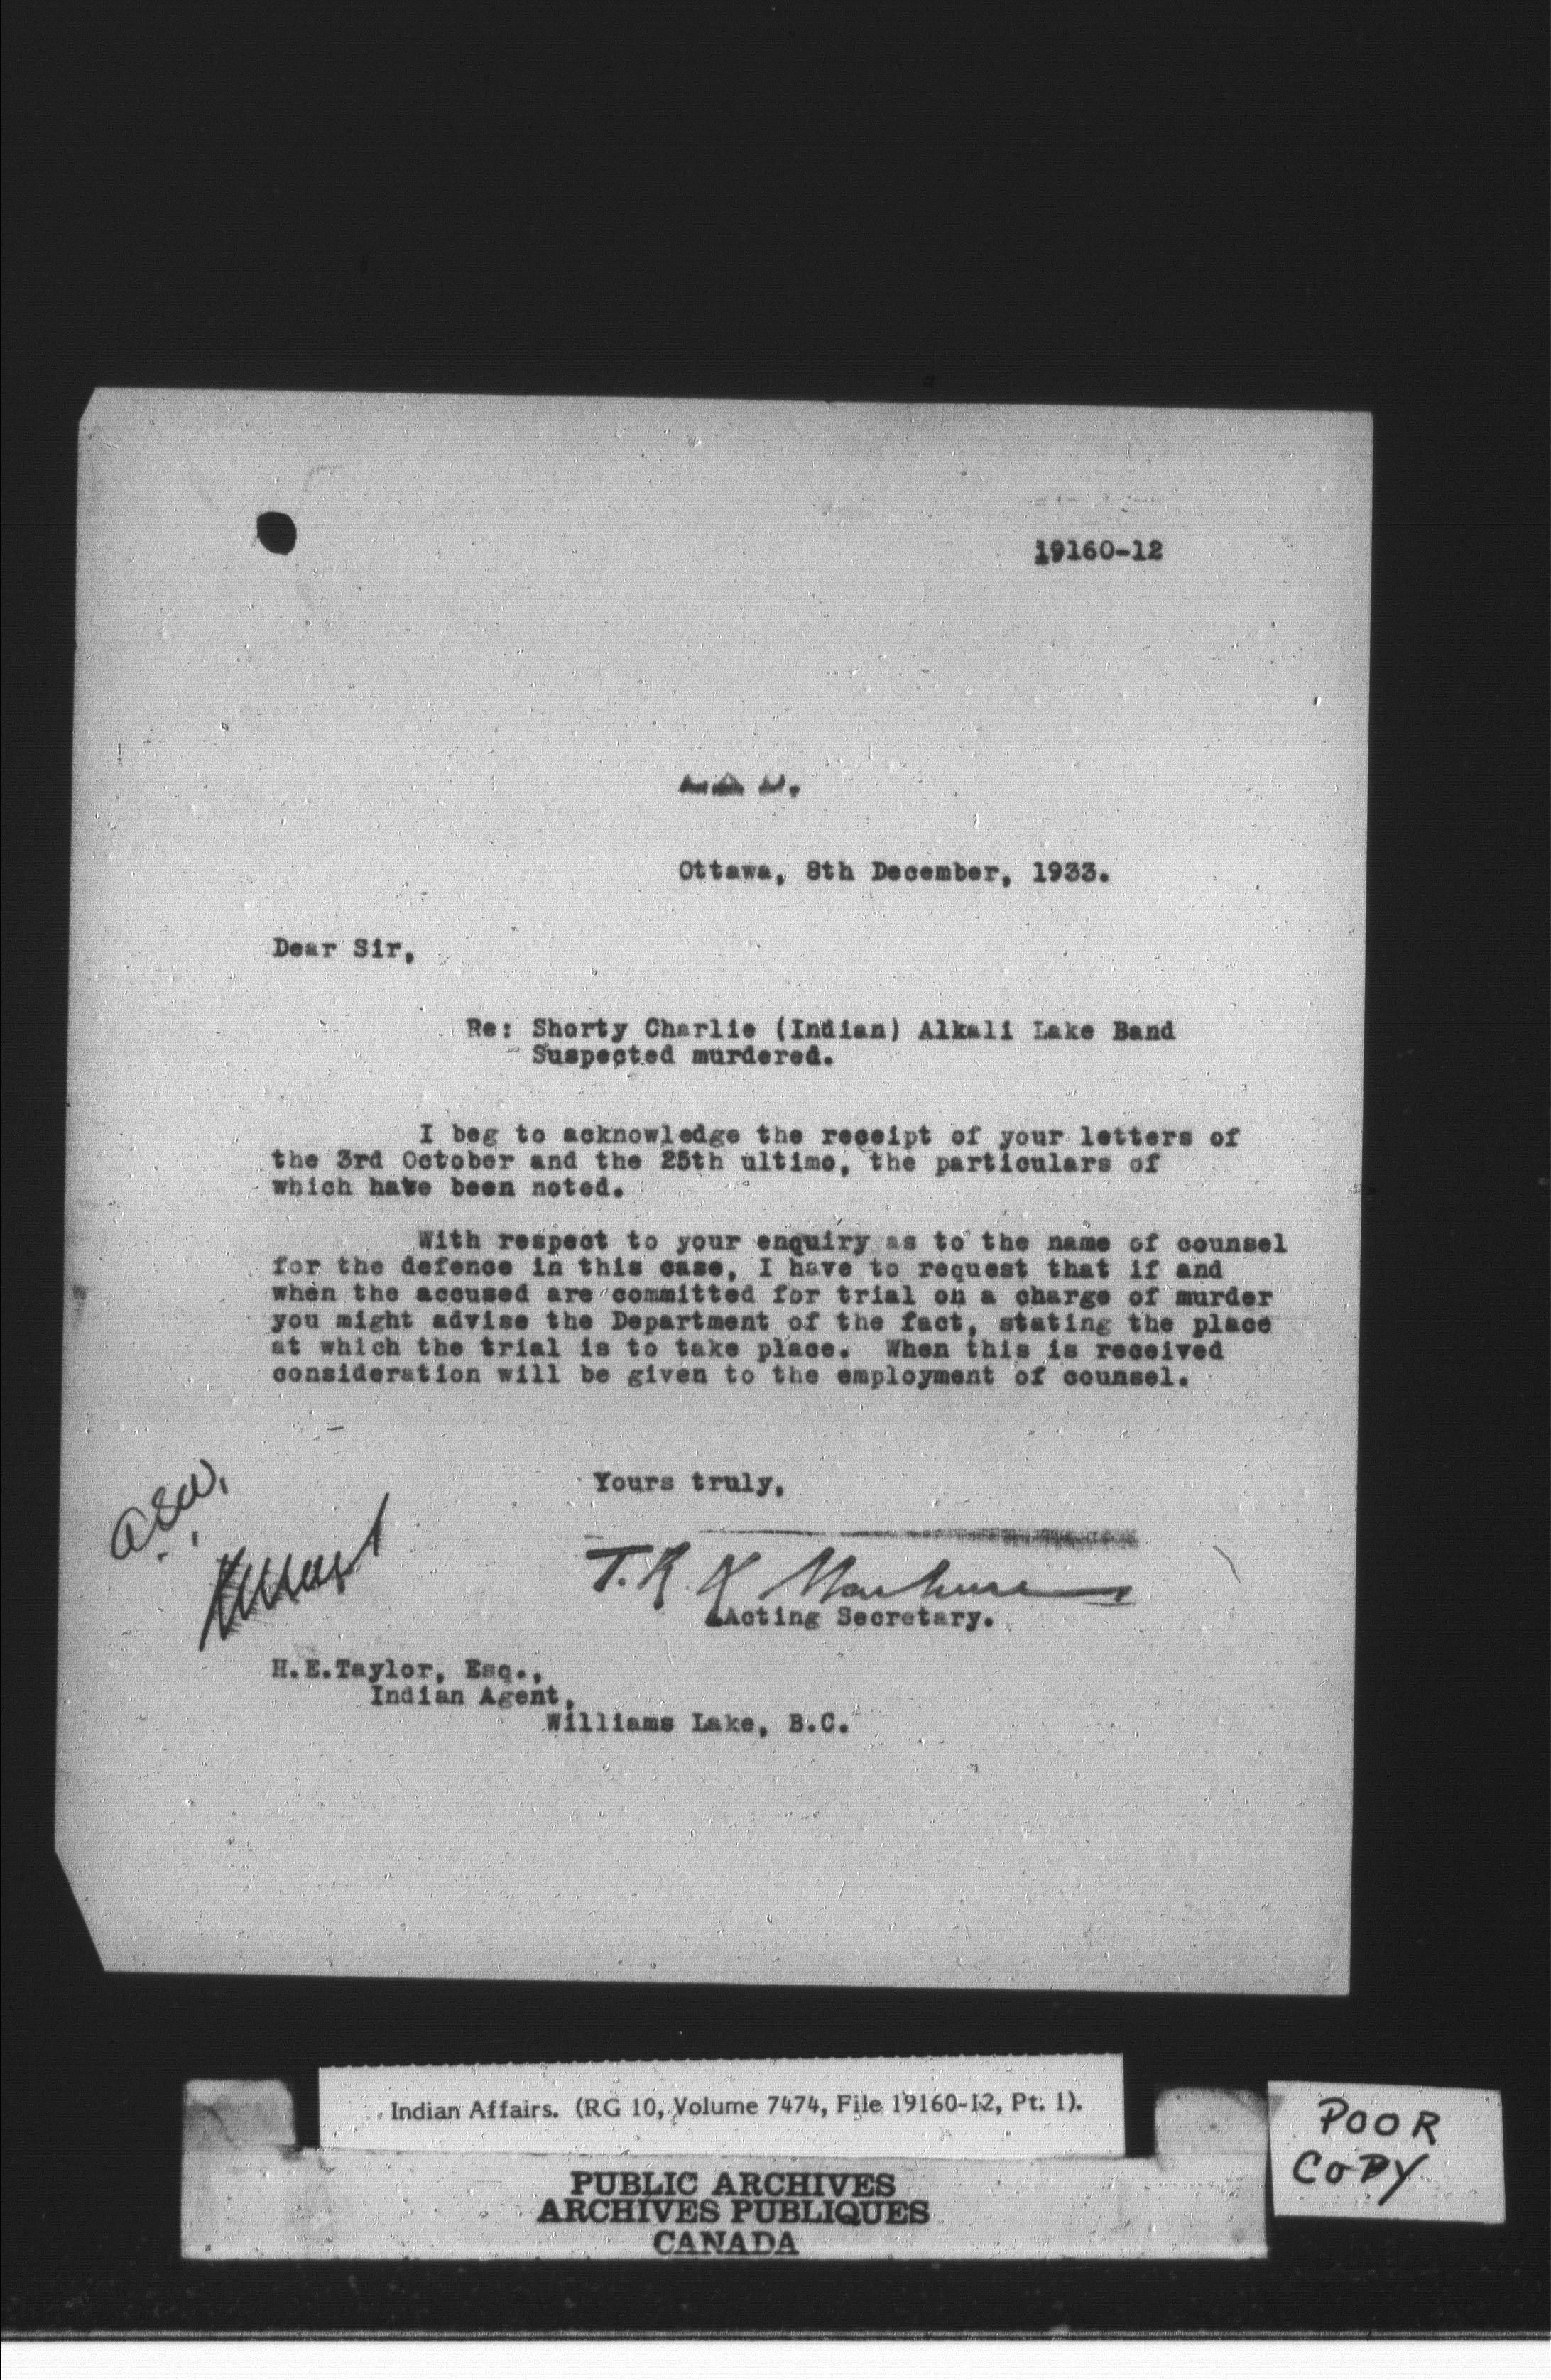 19160-12
Ottawa, 8th December, 1933.
Dear Sir,
Re: Shorty Charlie (Indian) Alkali Lake Band
Suspected murdered.
I beg to acknowledge the receipt of your letters of
the 3rd October and the 25th ultimo, the particulars of
which have been noted.
With respect to your enquiry as to the name of counsel
for the defence in this case, I have to request that if and
when the accused are committed for trial on a charge of murder
you might advise the Department of the fact, stating the place
at which the trial is to take place. When this is received
consideration will be given to the employment of counsel.
Yours truly,
T.R.
Acting Secretary.
H.E.Taylor, Esq.,
Indian Agent,
Williams Lake, B.C.
Indian Affairs. (RG 10, Volume 7474, File 19160-12, Pt. 1).
POOR
COPY
PUBLIC ARCHIVES
ARCHIVES PUBLIQUES
CANADA